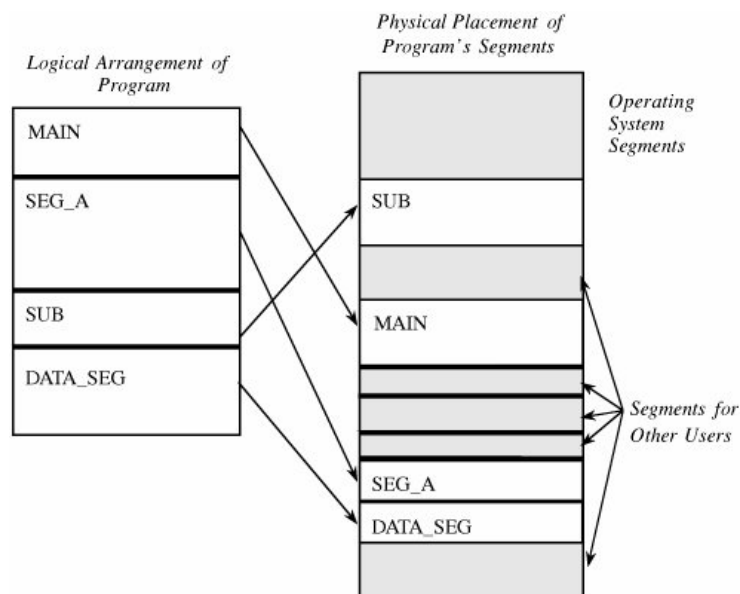 Logical Arrangement of
Program
MAIN
SEG_A
SUB
DATA_SEG
Physical Placement of
Program's Segments
Operating
System
Segments
SUB
MAIN
SEG_A
DATA_SEG
Segments for
Other Users